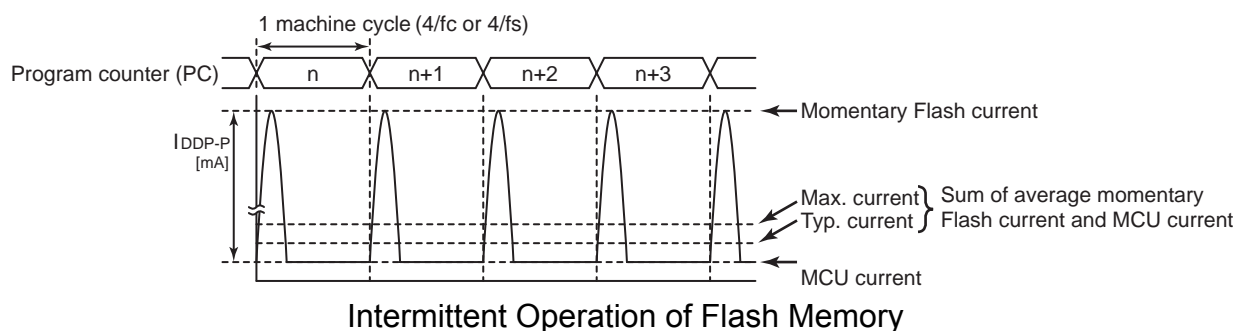 1 machine cycle (4/fc or 4/fs)
Program counter (PC)
n
n+1
n+2
n+3
Momentary Flash current
IDDP-P
[mA]
Max. current
Typ. current
Sum of average momentary
Flash current and MCU current
MCU current
Intermittent Operation of Flash Memory